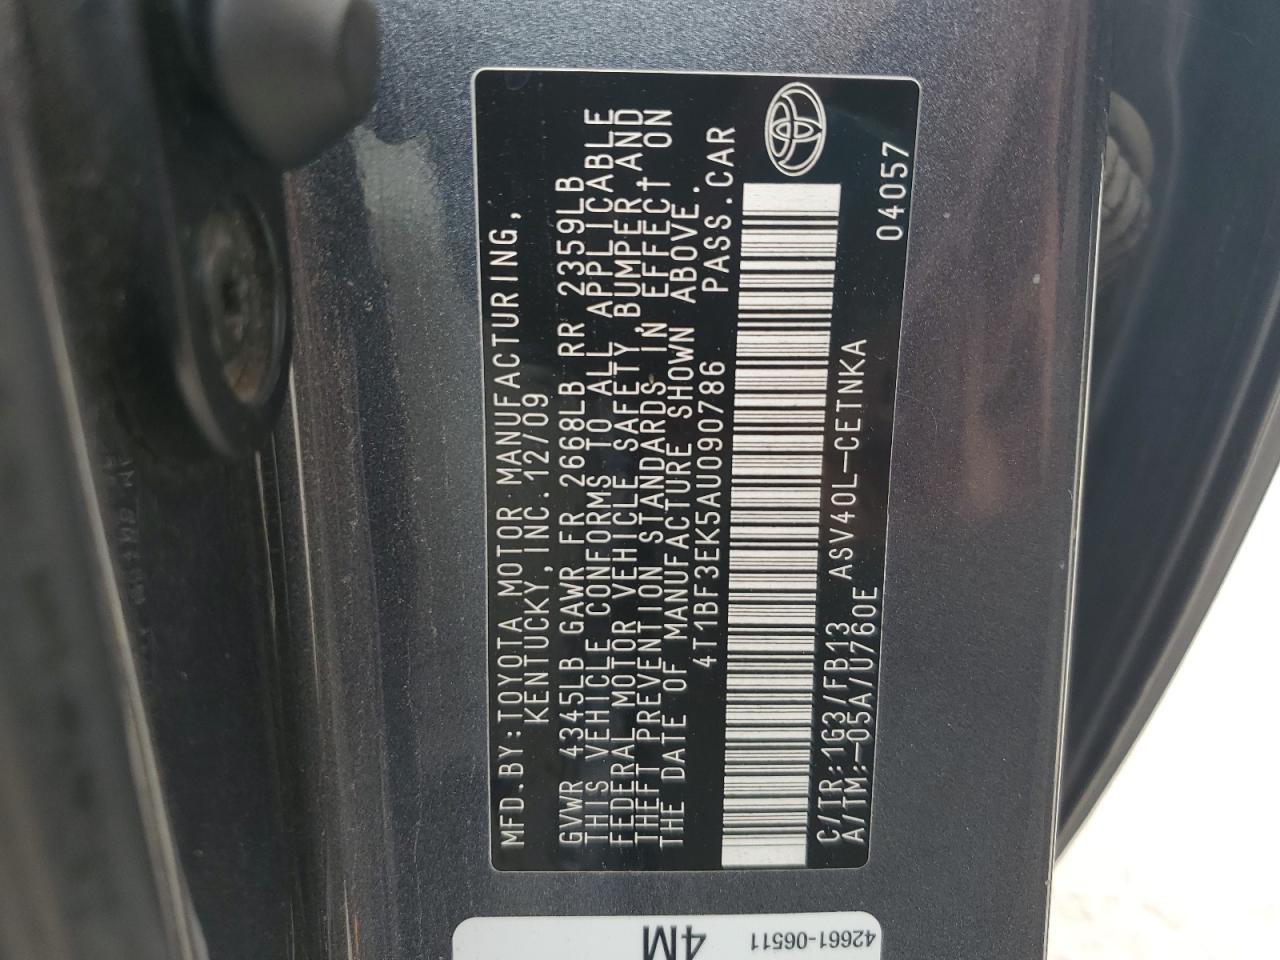 MFD.BY:TOYOTA MOTOR MANUFACTURING,
KENTUCKY,INC.12/09
GVWR 4345LB GAWR FR 2668LB RR 2359LB
THIS VEHICLE CONFORMS TO ALL APPLICABLE
FEDERAL MOTOR VEHICLE SAFETY,BUMPER,AND
THEFT PREVENTION STANDARDS IN EFFECT ON
THE DATE OF MANUFACTURE SHOWN ABOVE.
4T1BF3EK5AU090786 PASS.CAR
C/TR:1G3/FB13 ASV40L-CETNKA
A/TM:-05A/U760E
04057
4M
42661-06511